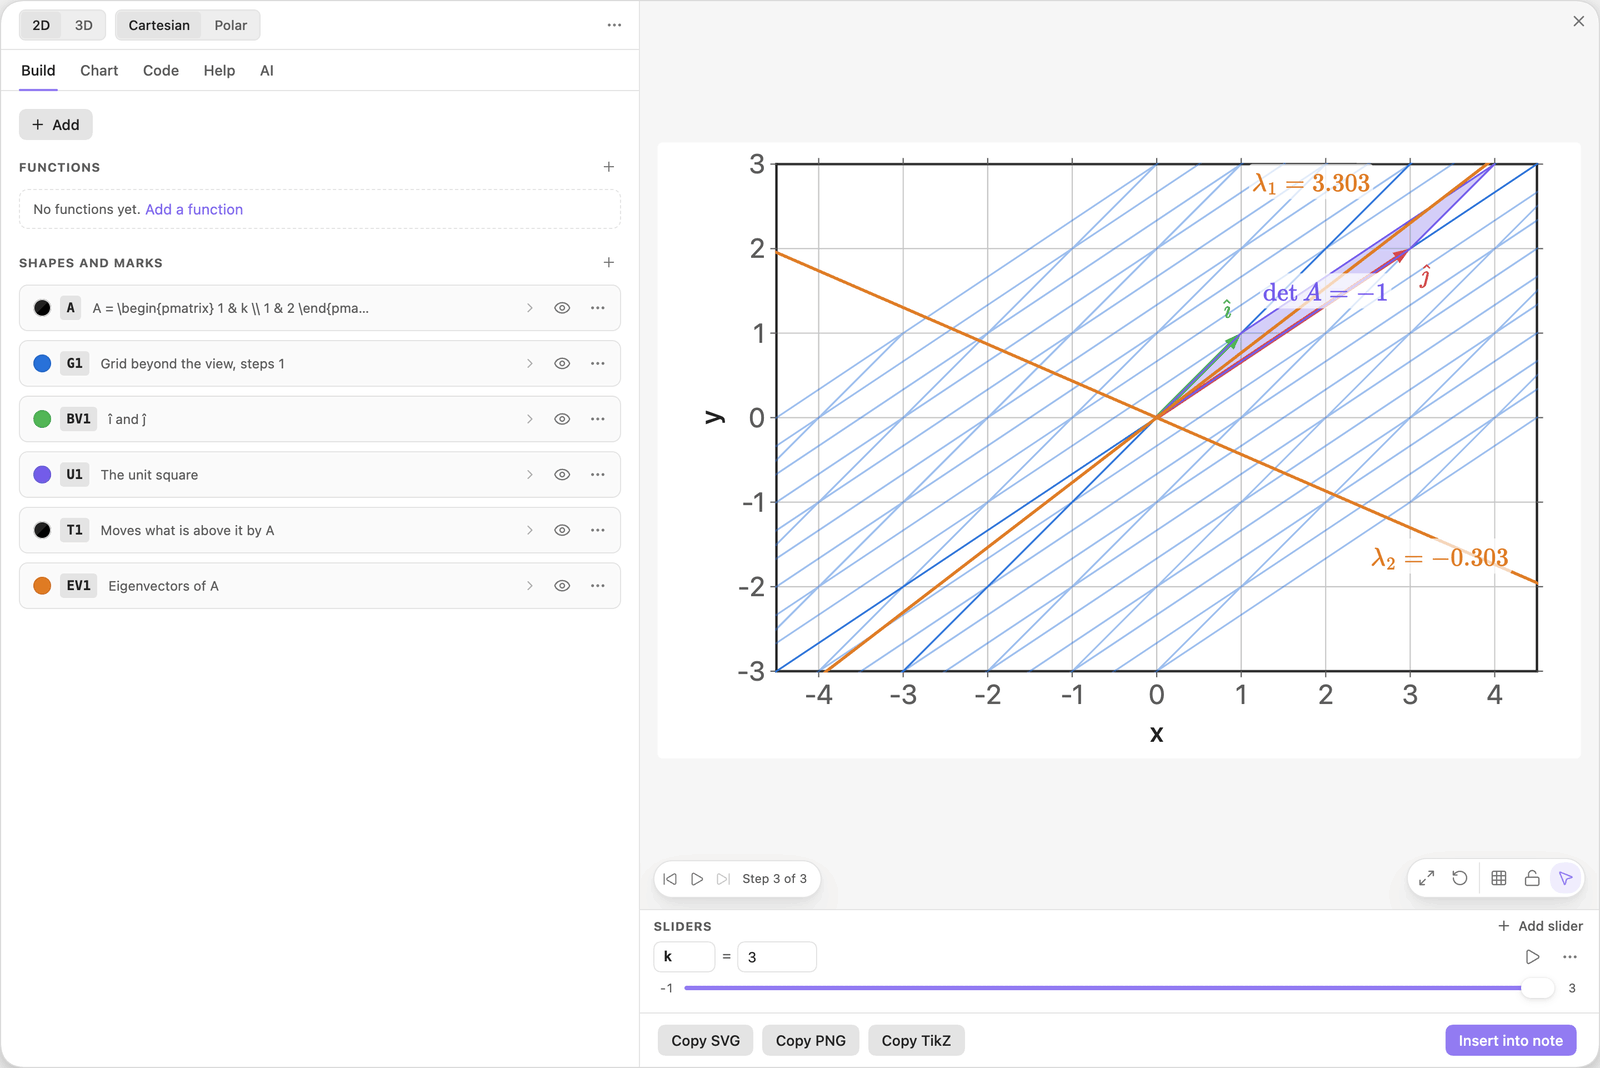 2D 3D Cartesian Polar
Build Chart Code Help AI
+ Add
FUNCTIONS
No functions yet. Add a function
SHAPES AND MARKS
A A = \begin{pmatrix} 1 & k \\ 1 & 2 \end{pma...
G1 Grid beyond the view, steps 1
BV1 î and ĵ
U1 The unit square
T1 Moves what is above it by A
EV1 Eigenvectors of A
3
2
1
0
-1
-2
-3
-4 -3 -2 -1 0 1 2 3 4
x
y
λ₁ = 3.303
ĵ
det A = −1
î
λ₂ = −0.303
Step 3 of 3
SLIDERS
+ Add slider
k = 3
-1 3
Copy SVG Copy PNG Copy TikZ
Insert into note